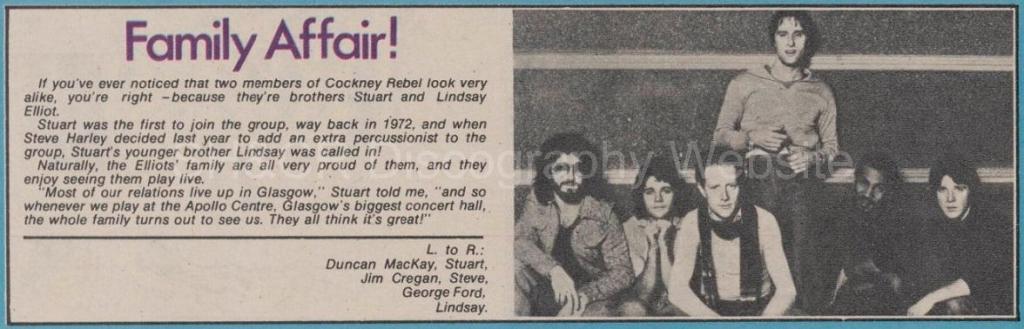 Family Affair!
If you've ever noticed that two members of Cockney Rebel look very
alike, you're right –because they're brothers Stuart and Lindsay
Elliot.
Stuart was the first to join the group, way back in 1972, and when
Steve Harley decided last year to add an extra percussionist to the
group, Stuart's younger brother Lindsay was called in!
Naturally, the Elliots' family are all very proud of them, and they
enjoy seeing them play live.
"Most of our relations live up in Glasgow," Stuart told me, "and so
whenever we play at the Apollo Centre, Glasgow's biggest concert hall,
the whole family turns out to see us. They all think it's great!"
L. to R.:
Duncan MacKay, Stuart,
Jim Cregan, Steve,
George Ford,
Lindsay.
Discography Website